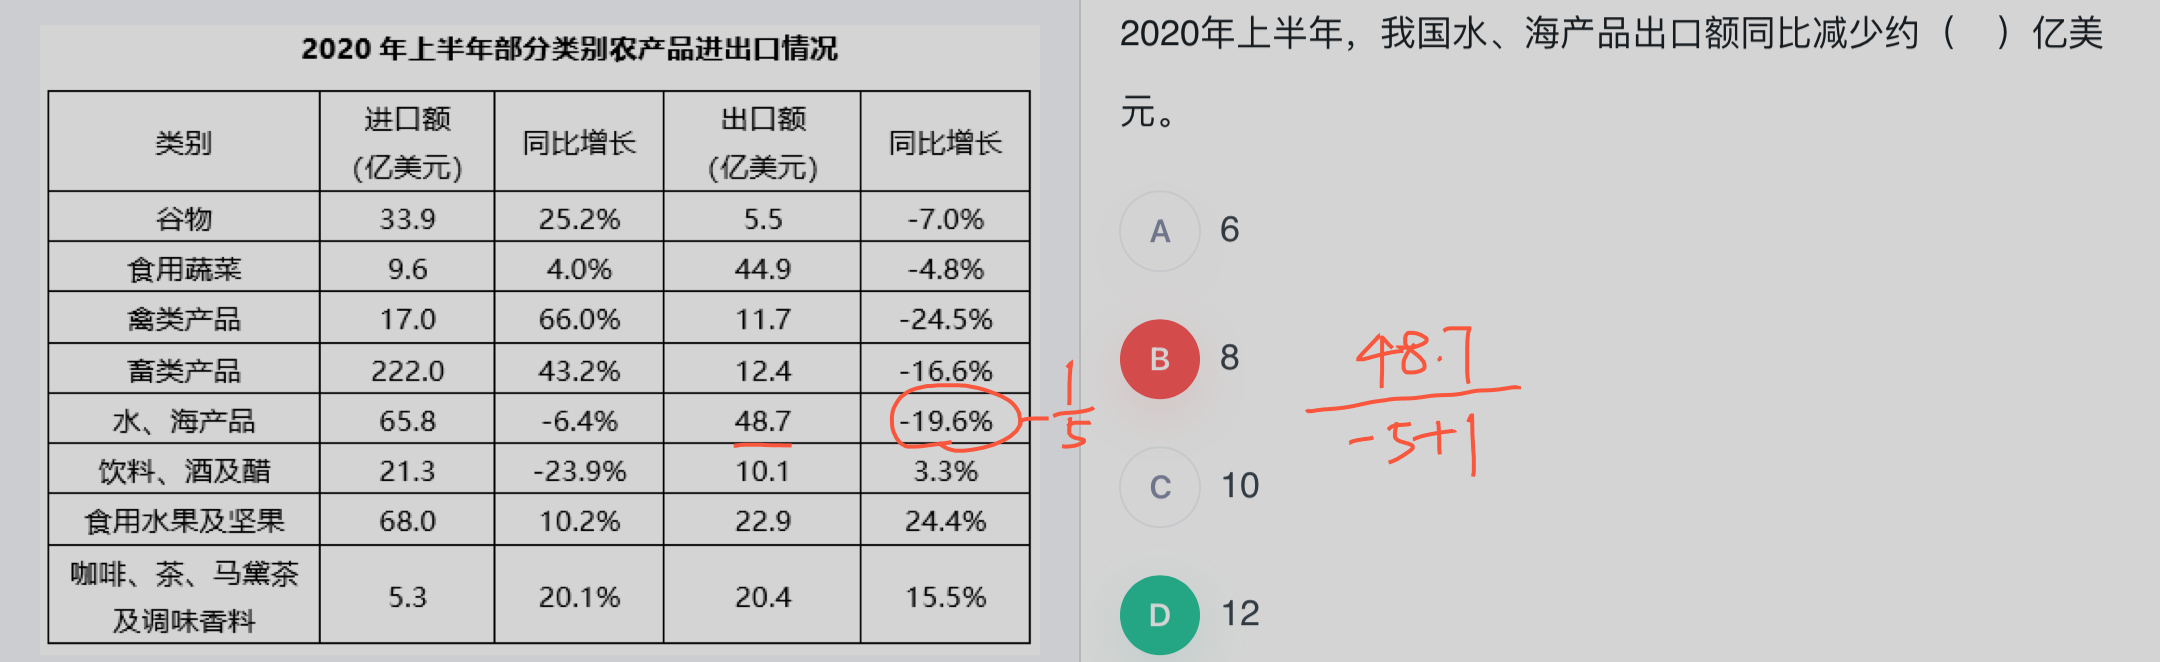 2020 年上半年部分类别农产品进出口情况
类别 进口额 (亿美元) 同比增长 出口额 (亿美元) 同比增长
谷物 33.9 25.2% 5.5 -7.0%
食用蔬菜 9.6 4.0% 44.9 -4.8%
禽类产品 17.0 66.0% 11.7 -24.5%
畜类产品 222.0 43.2% 12.4 -16.6%
水、海产品 65.8 -6.4% 48.7 -19.6%
饮料、酒及醋 21.3 -23.9% 10.1 3.3%
食用水果及坚果 68.0 10.2% 22.9 24.4%
咖啡、茶、马黛茶
及调味香料 5.3 20.1% 20.4 15.5%
-1/5
2020年上半年，我国水、海产品出口额同比减少约（ ）亿美
元。
A 6
B 8
C 10
D 12
48.7
-5+1